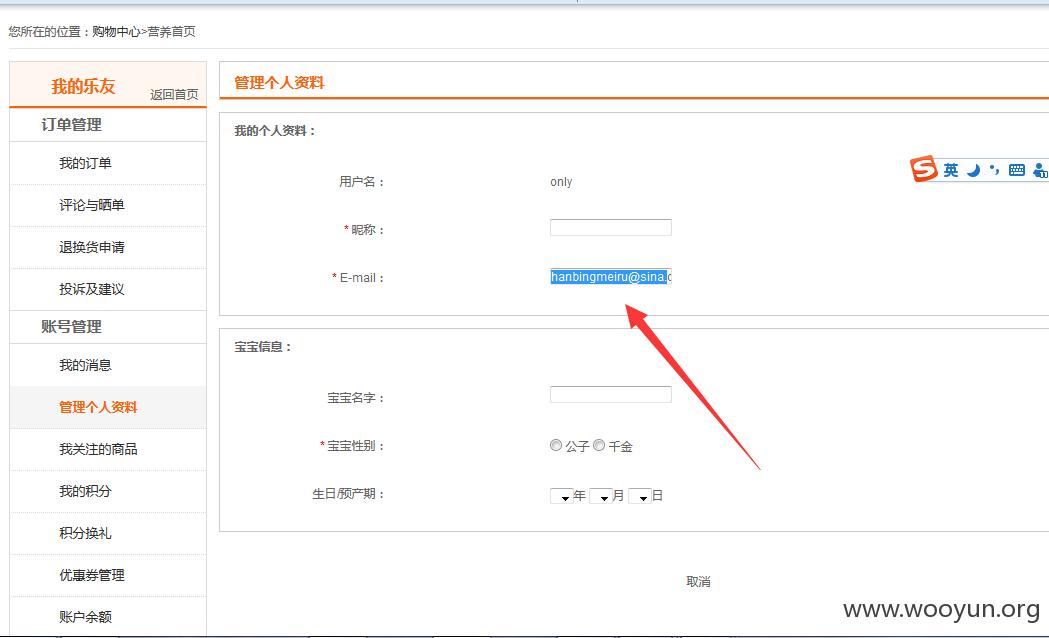 您所在的位置：购物中心>营养首页
我的乐友
返回首页
订单管理
我的订单
评论与晒单
退换货申请
投诉及建议
账号管理
我的消息
管理个人资料
我关注的商品
我的积分
积分换礼
优惠券管理
账户余额
管理个人资料
我的个人资料：
用户名： only
*昵称：
*E-mail： hanbingmeiru@sina.c
宝宝信息：
宝宝名字：
*宝宝性别： 公子 千金
生日/预产期： 年 月 日
取消
S 英
www.wooyun.org